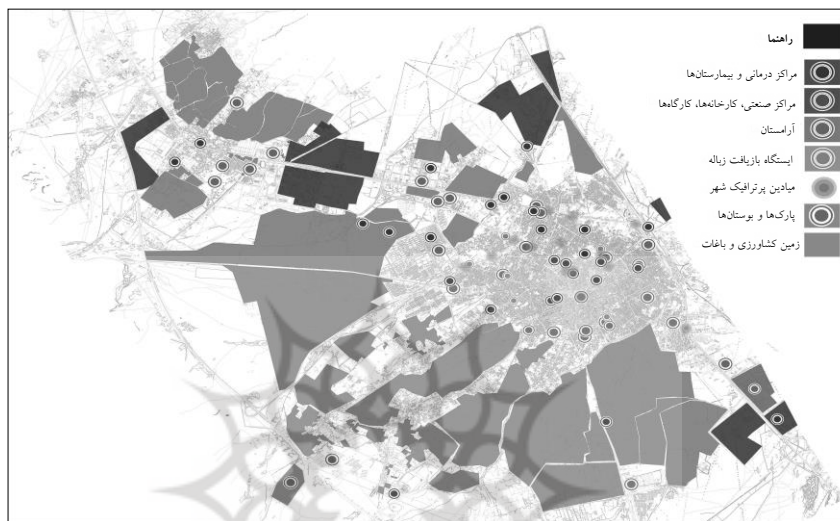 راهنما
مراکز درمانی و بیمارستان‌ها
مراکز صنعتی، کارخانه‌ها، کارگاه‌ها
آرامستان
ایستگاه بازیافت زباله
میادین پرترافیک شهر
پارک‌ها و بوستان‌ها
زمین کشاورزی و باغات